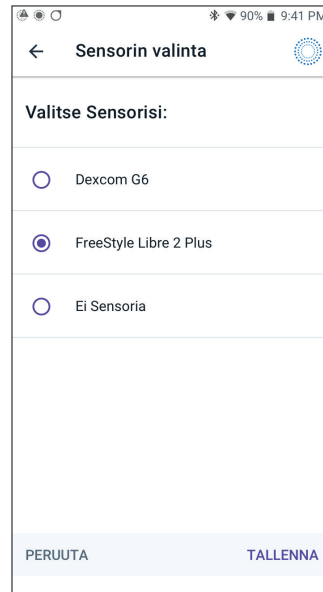 90% 9:41 PM
Sensorin valinta
Valitse Sensorisi:
Dexcom G6
FreeStyle Libre 2 Plus
Ei Sensoria
PERUUTA TALLENNA